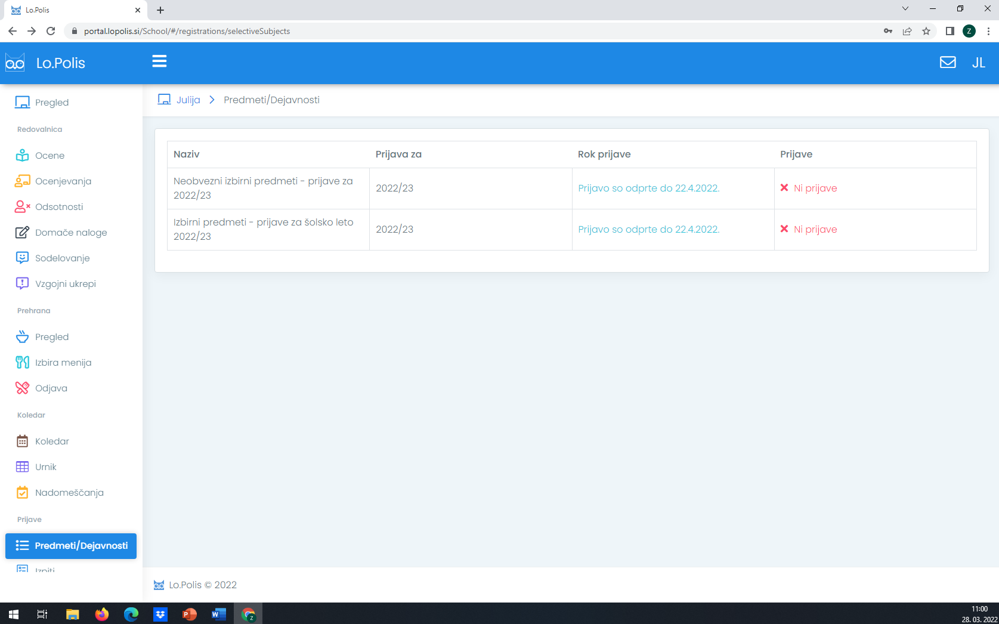 Lo.Polis
portal.lopolis.si/School/#/registrations/selectiveSubjects
Z
Lo.Polis
JL
Pregled
Redovalnica
Ocene
Ocenjevanja
Odsotnosti
Domače naloge
Sodelovanje
Vzgojni ukrepi
Prehrana
Pregled
Izbira menija
Odjava
Koledar
Koledar
Urnik
Nadomeščanja
Prijave
Predmeti/Dejavnosti
Izpiti
Julija
Predmeti/Dejavnosti
Naziv Prijava za Rok prijave Prijave
Neobvezni izbirni predmeti - prijave za
2022/23
2022/23
Prijavo so odprte do 22.4.2022.
Ni prijave
Izbirni predmeti - prijave za šolsko leto
2022/23
2022/23
Prijavo so odprte do 22.4.2022.
Ni prijave
Lo.Polis © 2022
11:00
28. 03. 2022